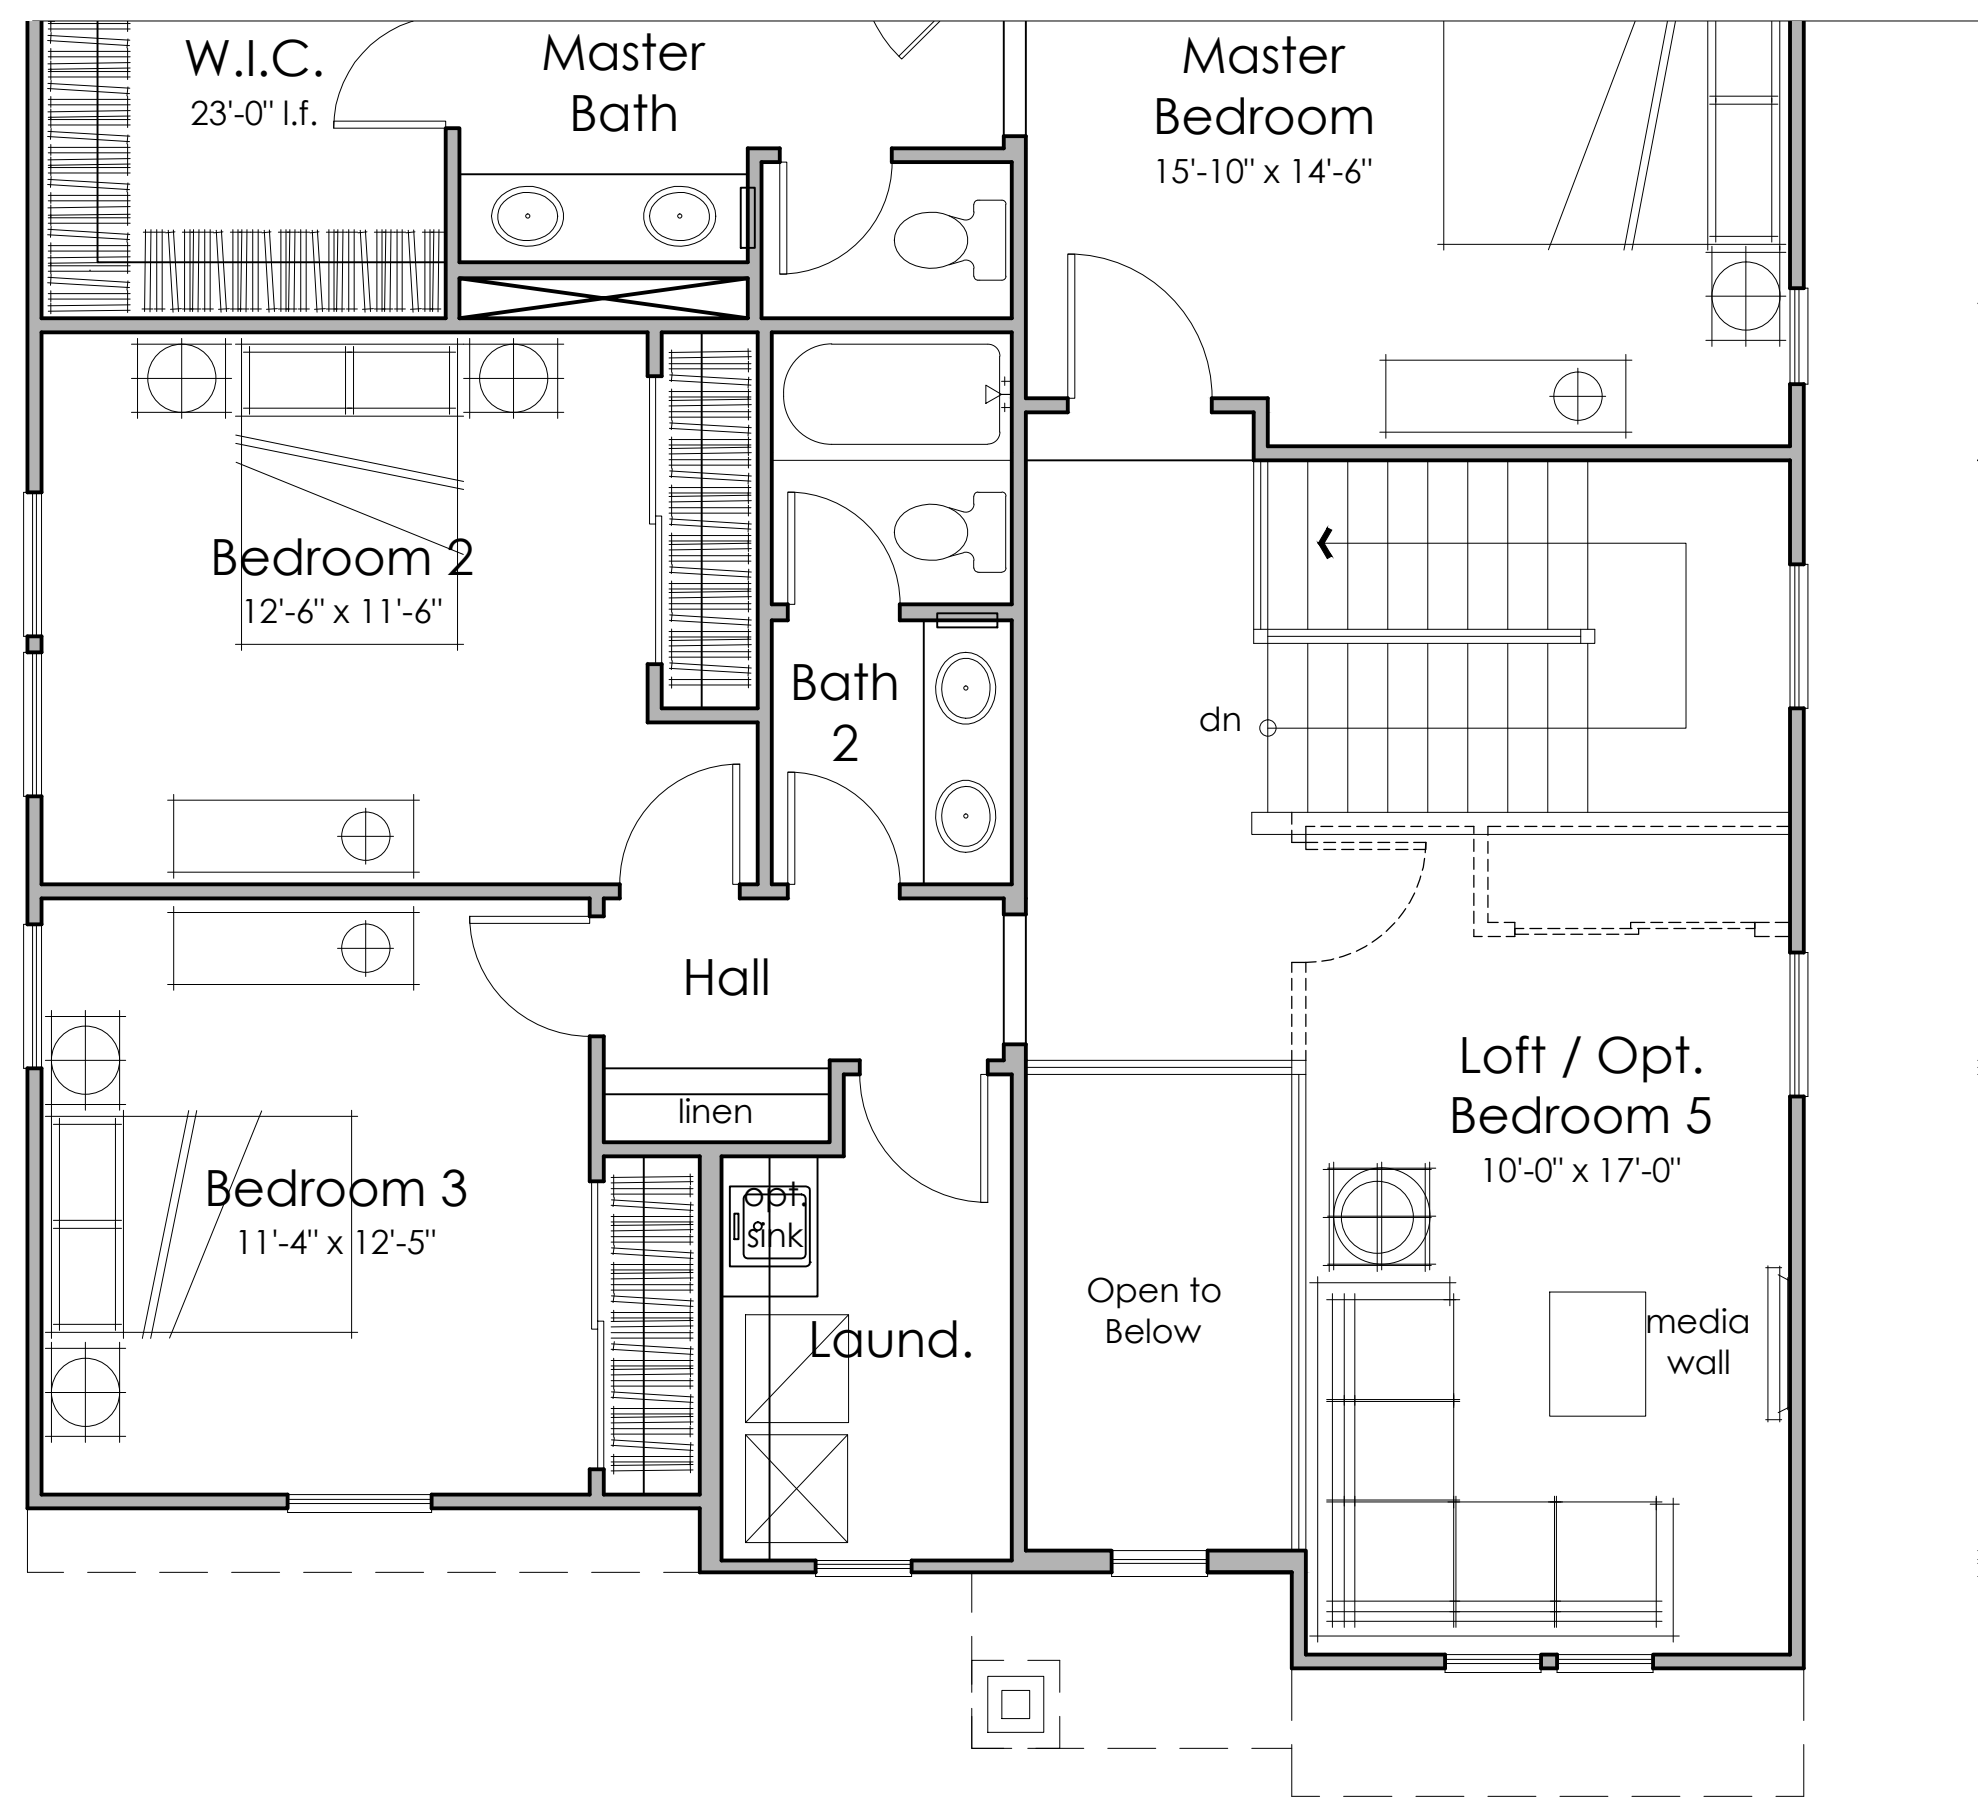 W.I.C.
23'-0" l.f.
Master
Bath
Master
Bedroom
15'-10" x 14'-6"
Bedroom 2
12'-6" x 11'-6"
Bath
2
dn
Hall
linen
Bedroom 3
11'-4" x 12'-5"
opt.
sink
Laund.
Open to
Below
Loft / Opt.
Bedroom 5
10'-0" x 17'-0"
media
wall